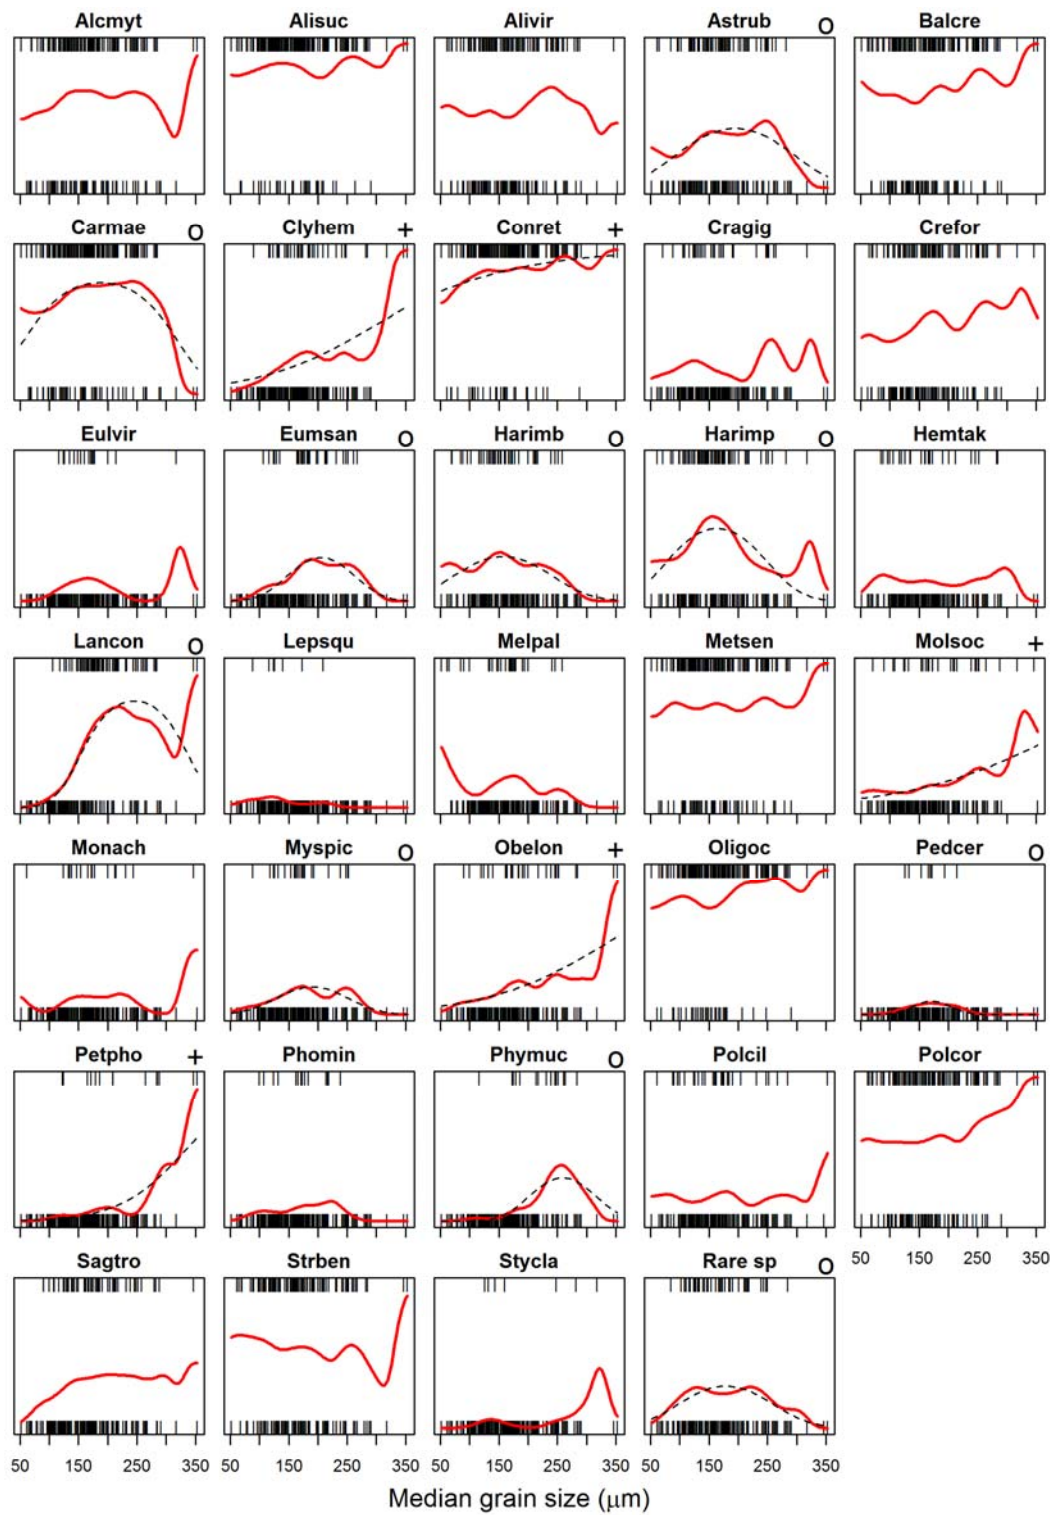 Alcmyt Alisuc Alivir Astrub O Balcre
Carmae O Clyhem + Conret + Cragig Crefor
Eulvir Eumsan O Harimb O Harimp O Hemtak
Lancon O Lepsqu Melpal Metsen Molsoc +
Monach Myspic O Obelon + Oligoc Pedcer O
Petpho + Phomin Phymuc O Polcil Polcor
50 150 250 350
Sagtro Strben Stycla Rare sp O
50 150 250 350 50 150 250 350 50 150 250 350 50 150 250 350
Median grain size (μm)